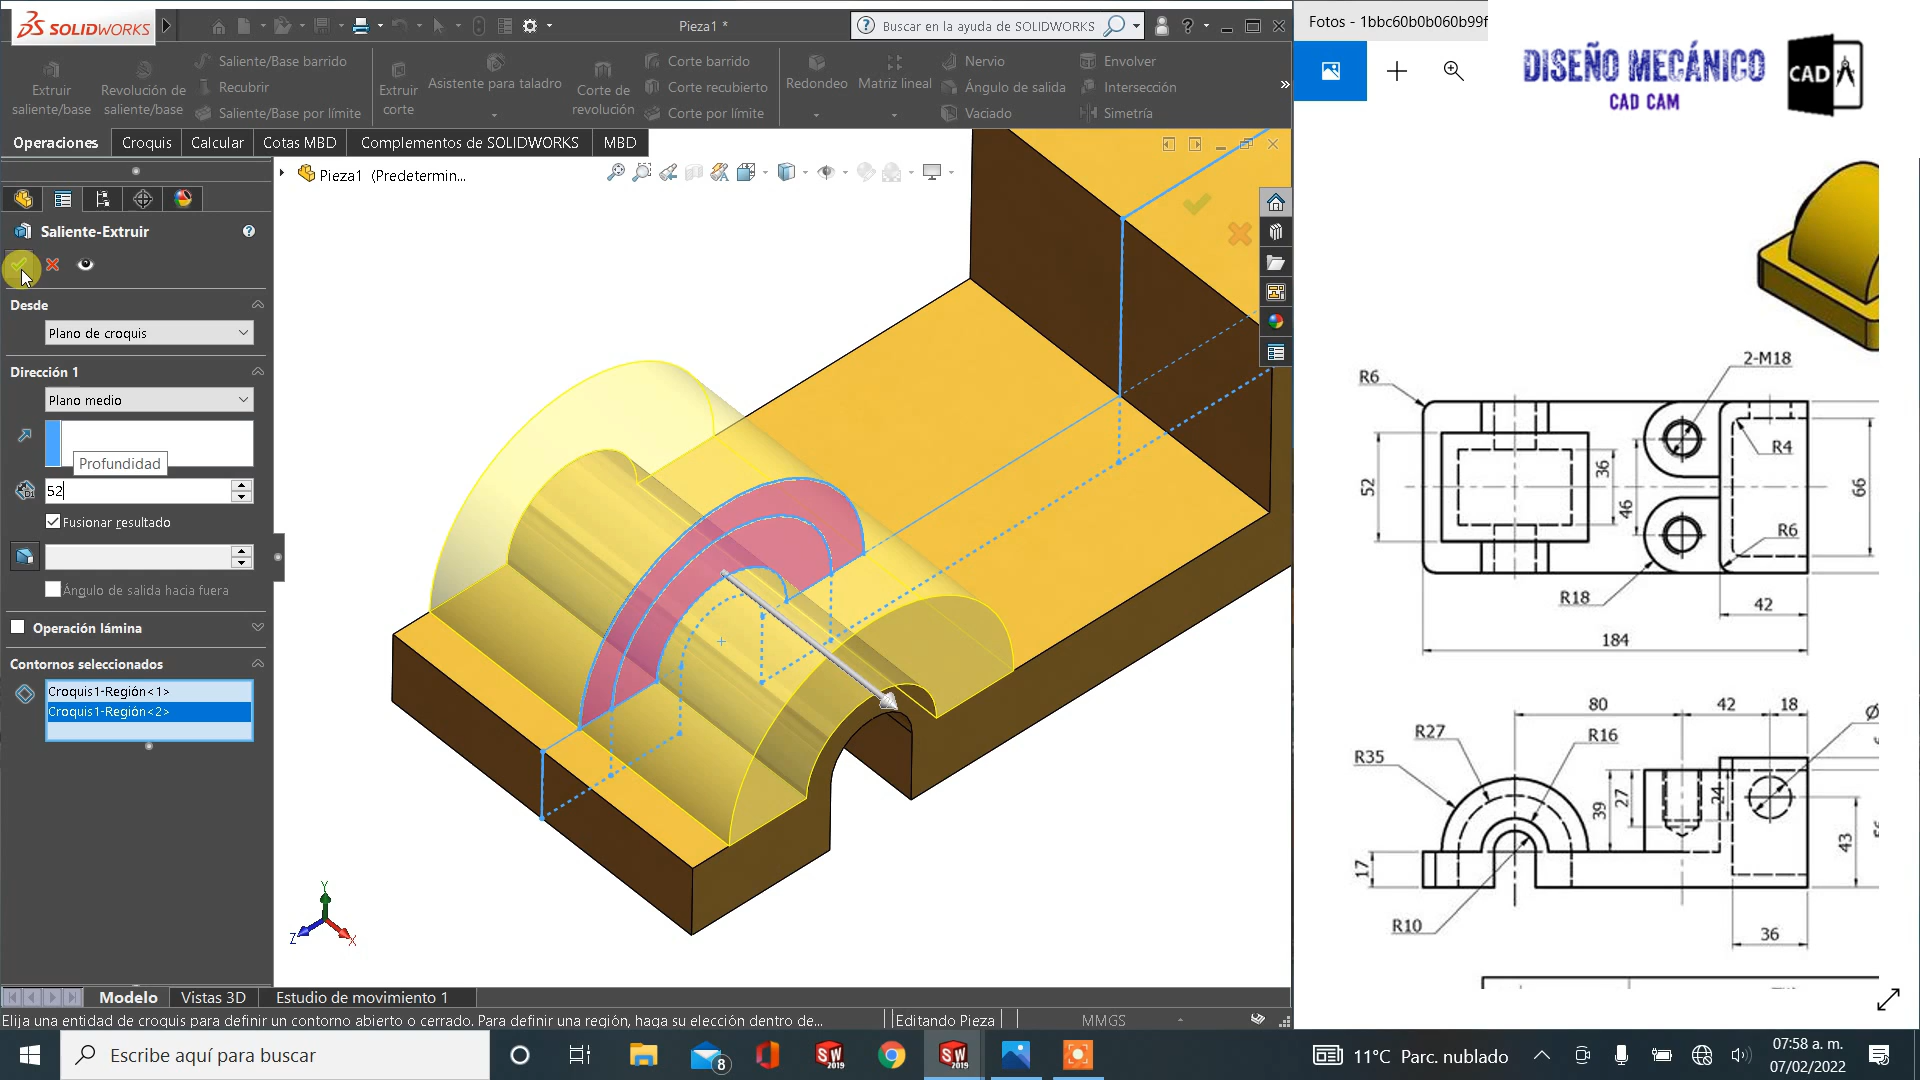 SOLIDWORKS
Pieza1 *
Buscar en la ayuda de SOLIDWORKS
Extruir saliente/base
Revolución de saliente/base
Saliente/Base barrido
Recubrir
Saliente/Base por límite
Extruir corte
Asistente para taladro
Corte de revolución
Corte barrido
Corte recubierto
Corte por límite
Redondeo
Matriz lineal
Nervio
Ángulo de salida
Vaciado
Envolver
Intersección
Simetría
Operaciones
Croquis
Calcular
Cotas MBD
Complementos de SOLIDWORKS
MBD
Pieza1 (Predetermin...
Saliente-Extruir
Desde
Plano de croquis
Dirección 1
Plano medio
Profundidad
52
Fusionar resultado
Ángulo de salida hacia fuera
Operación lámina
Contornos seleccionados
Croquis1-Región<1>
Croquis1-Región<2>
Y
Z
X
Modelo
Vistas 3D
Estudio de movimiento 1
Elija una entidad de croquis para definir un contorno abierto o cerrado. Para definir una región, haga su elección dentro de...
Editando Pieza
MMGS
Fotos - 1bbc60b0b060b99f
DISEÑO MECÁNICO
CAD CAM
CAD
2-M18
R6
R4
52
36
46
66
R6
R18
42
184
80
42
18
Ø
R27
R16
R35
39
27
24
43
17
R10
36
Escribe aquí para buscar
8
SW
2019
SW
2019
11°C Parc. nublado
07:58 a. m.
07/02/2022